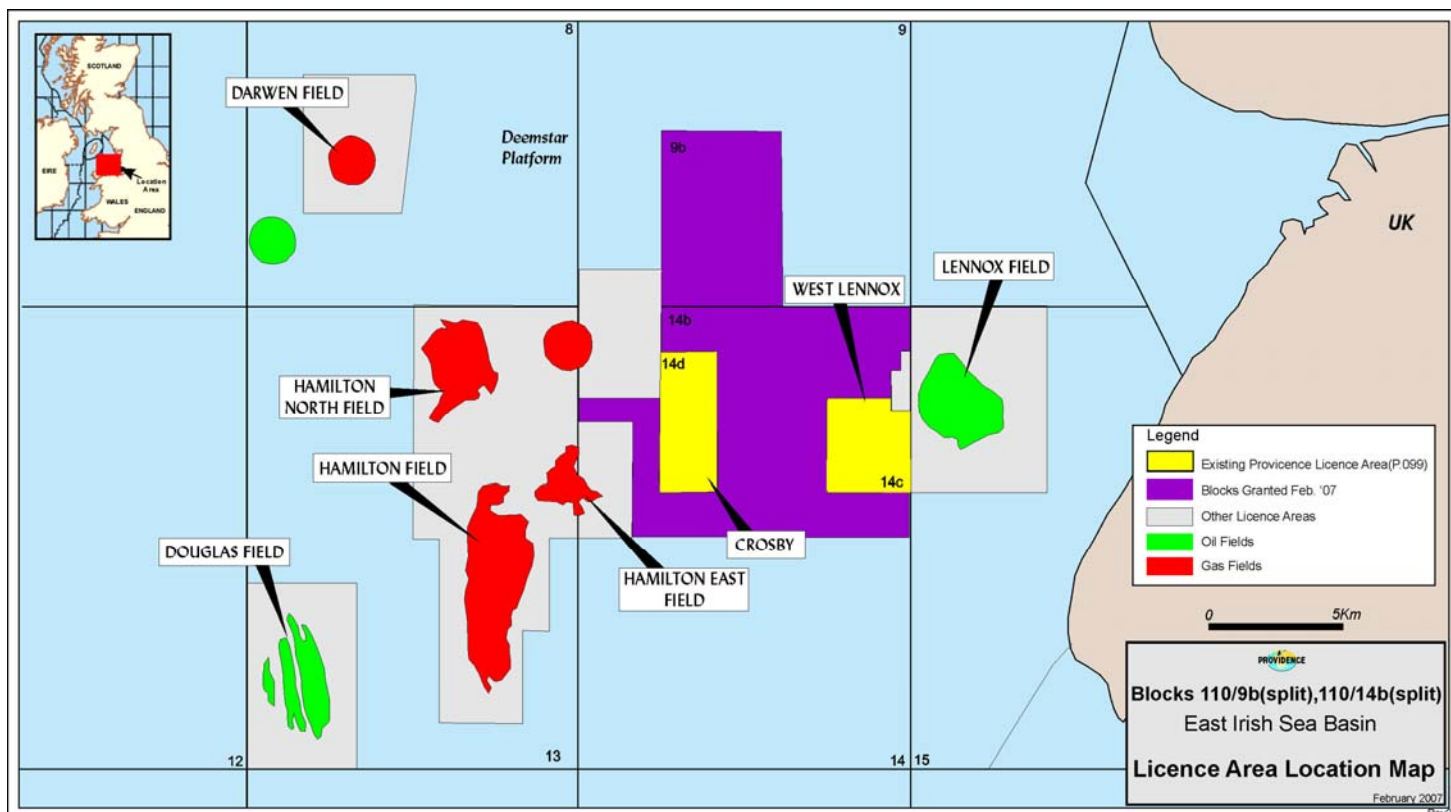 SCOTLAND
EIRE
Location
Area
WALES
ENGLAND
8
9
DARWEN FIELD
Deemstar
Platform
9b
UK
LENNOX FIELD
WEST LENNOX
14b
14d
HAMILTON
NORTH FIELD
HAMILTON FIELD
14c
CROSBY
DOUGLAS FIELD
HAMILTON EAST
FIELD
12
13
14
15
Legend
Existing Provicence Licence Area(P.099)
Blocks Granted Feb. '07
Other Licence Areas
Oil Fields
Gas Fields
0 5Km
PROVIDENCE
Blocks 110/9b(split),110/14b(split)
East Irish Sea Basin
Licence Area Location Map
February 2007